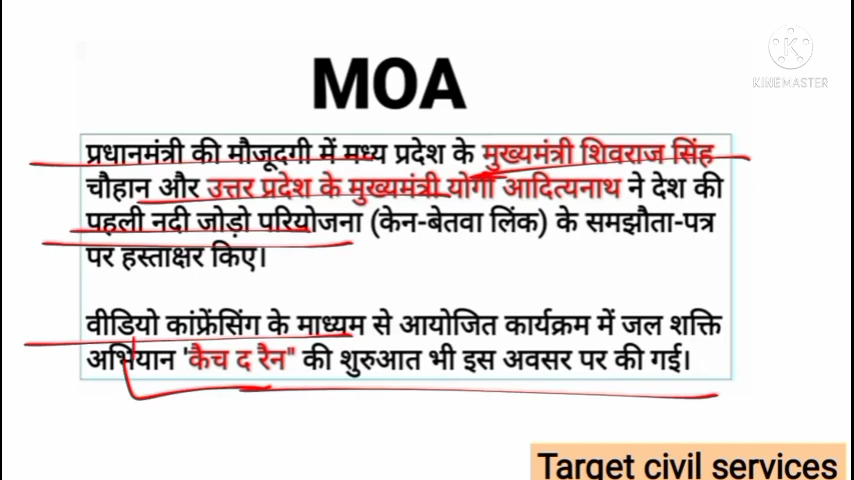 KINEMASTER
MOA
प्रधानमंत्री की मौजूदगी में मध्य प्रदेश के मुख्यमंत्री शिवराज सिंह
चौहान और उत्तर प्रदेश के मुख्यमंत्री योगी आदित्यनाथ ने देश की
पहली नदी जोड़ो परियोजना (केन-बेतवा लिंक) के समझौता-पत्र
पर हस्ताक्षर किए।
वीडियो कांफ्रेंसिंग के माध्यम से आयोजित कार्यक्रम में जल शक्ति
अभियान 'कैच द रैन" की शुरुआत भी इस अवसर पर की गई।
Target civil services